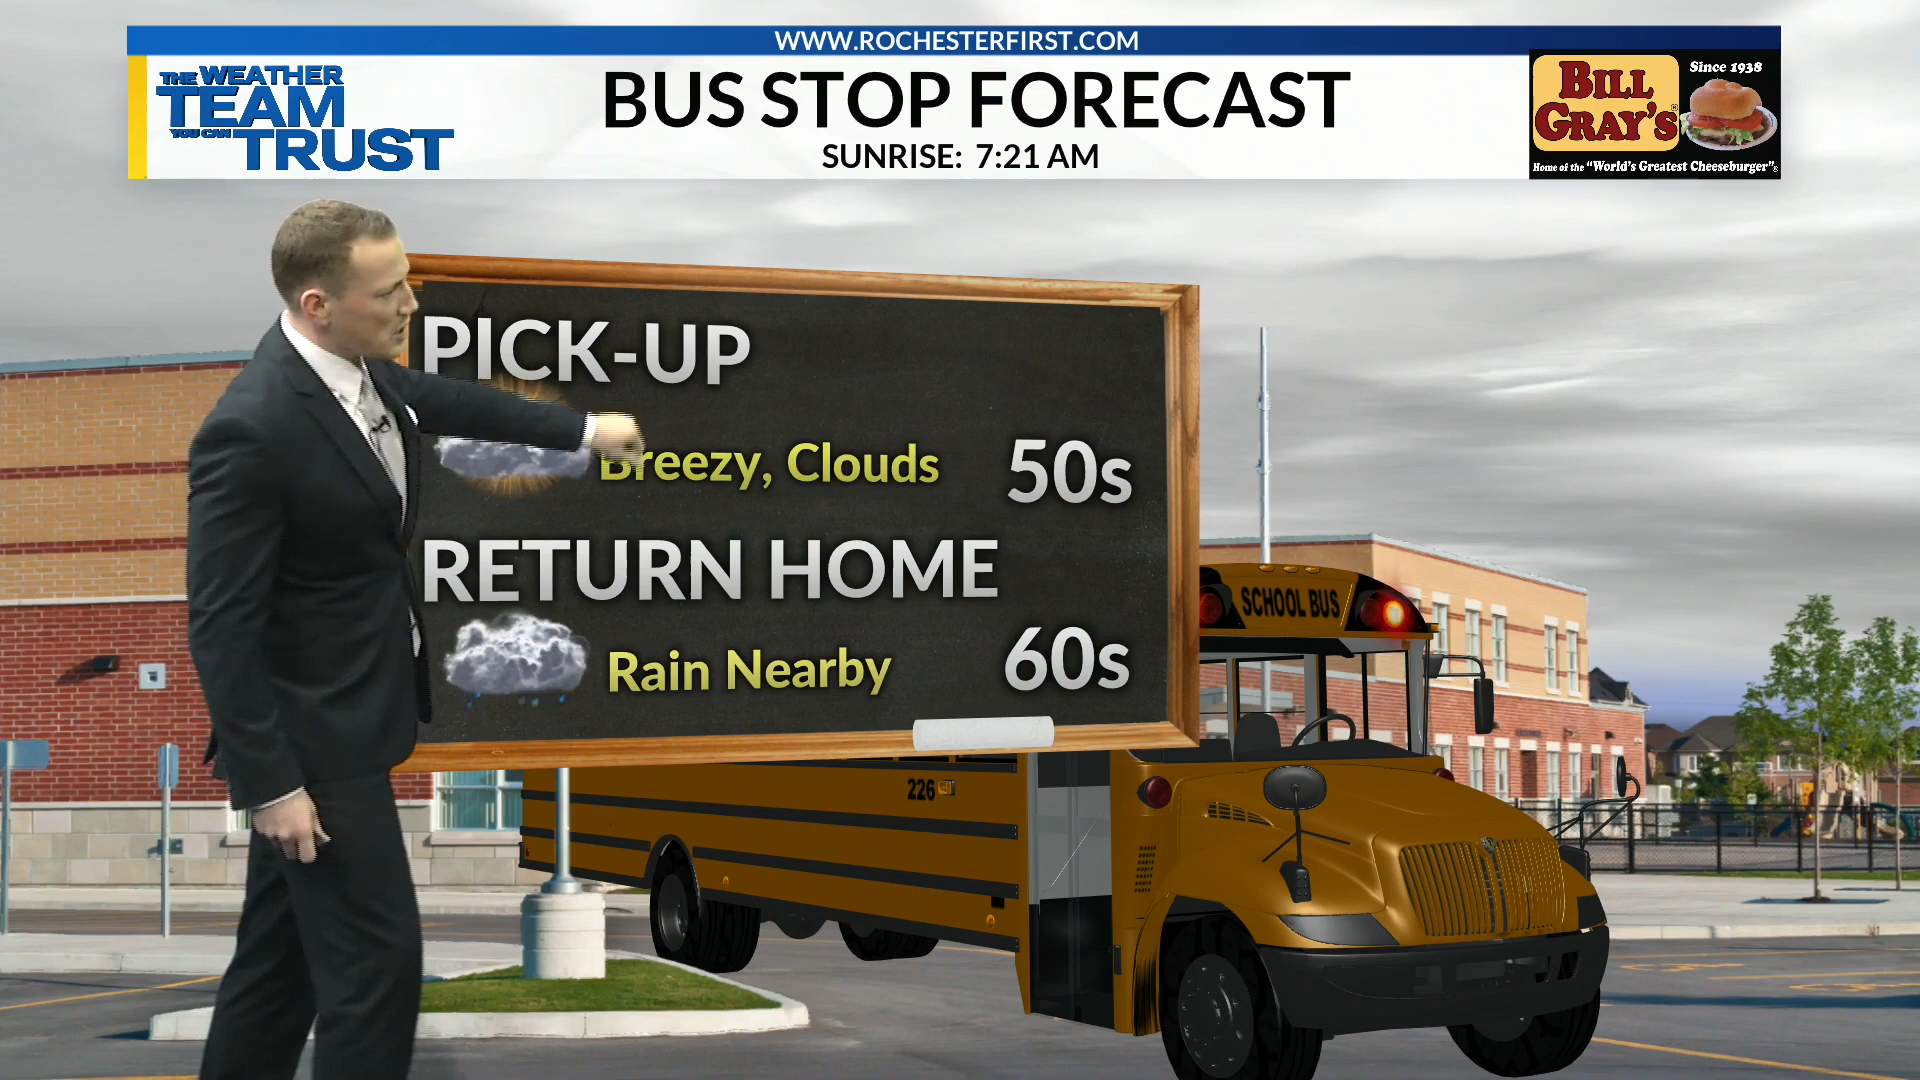 WWW.ROCHESTERFIRST.COM
THE WEATHER
TEAM
YOU CAN TRUST
BUS STOP FORECAST
SUNRISE: 7:21 AM
BILL
GRAY'S®
Since 1938
Home of the "World's Greatest Cheeseburger"®
PICK-UP
Breezy, Clouds 50s
RETURN HOME
Rain Nearby 60s
SCHOOL BUS
226